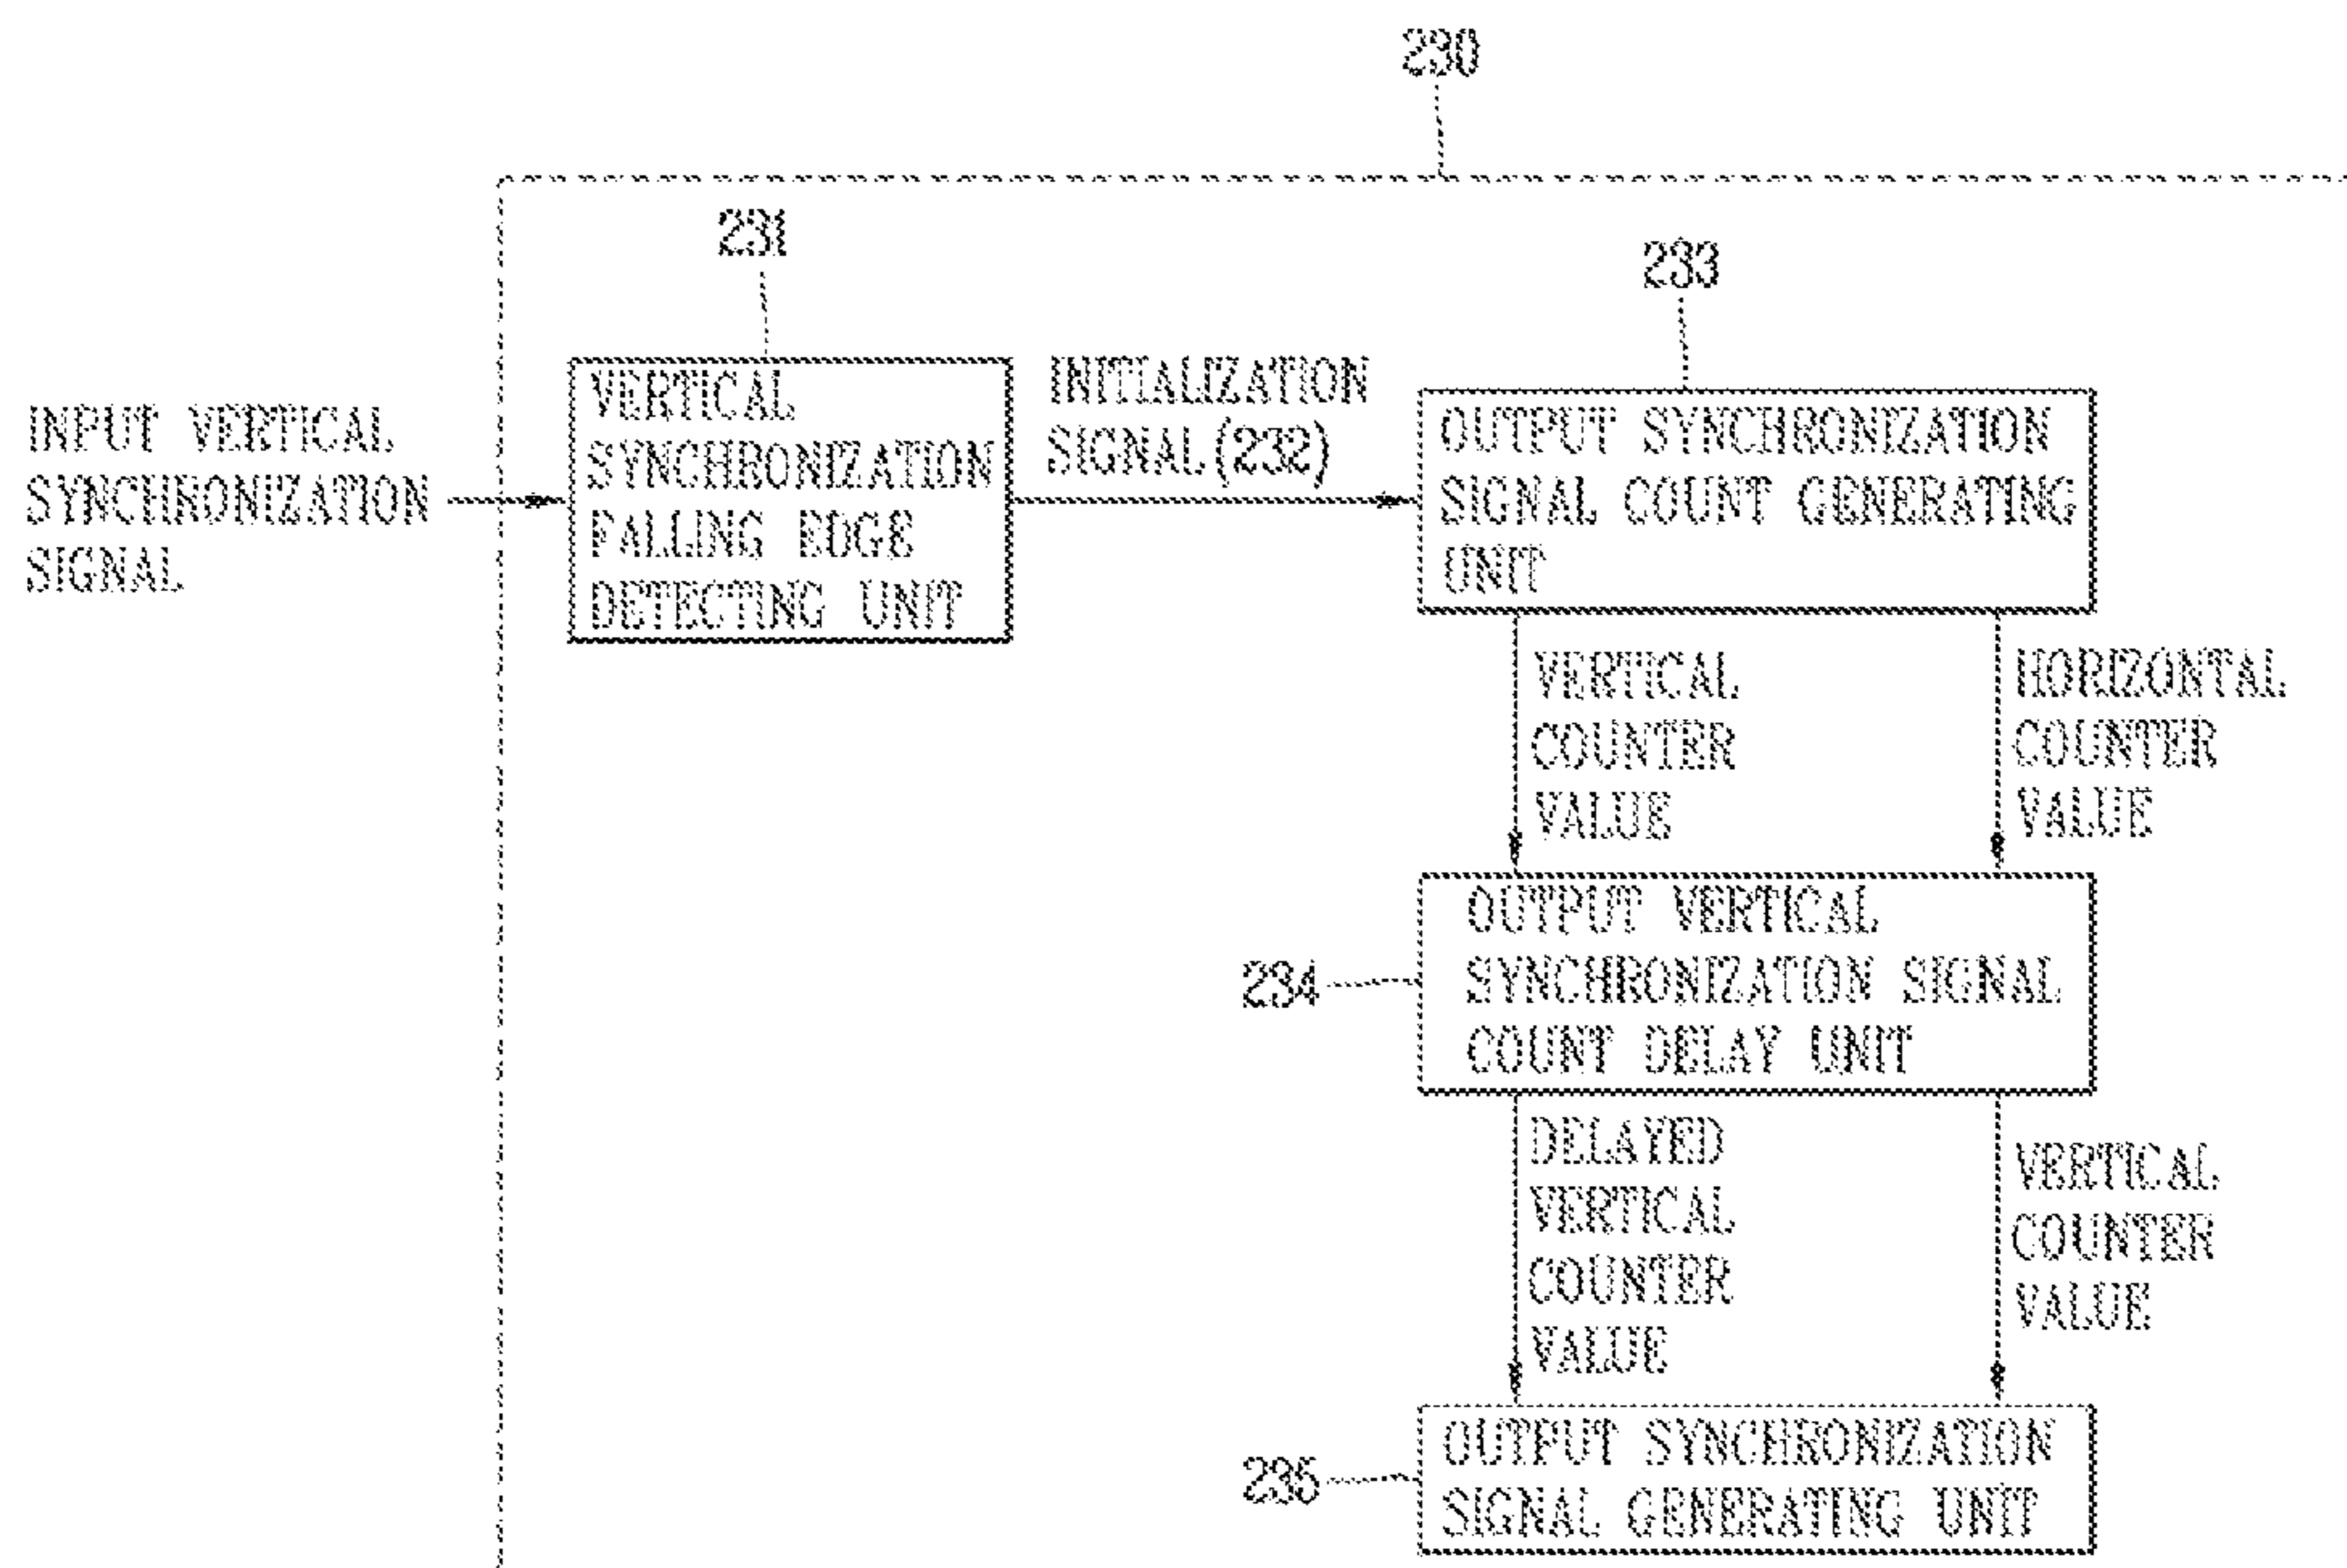 230
231
233
INPUT VERTICAL
SYNCHRONIZATION
SIGNAL
VERTICAL
SYNCHRONIZATION
FALLING EDGE
DETECTING UNIT
INITIALIZATION
SIGNAL(232)
OUTPUT SYNCHRONIZATION
SIGNAL COUNT GENERATING
UNIT
VERTICAL
COUNTER
VALUE
HORIZONTAL
COUNTER
VALUE
234
OUTPUT VERTICAL
SYNCHRONIZATION SIGNAL
COUNT DELAY UNIT
DELAYED
VERTICAL
COUNTER
VALUE
VERTICAL
COUNTER
VALUE
235
OUTPUT SYNCHRONIZATION
SIGNAL GENERATING UNIT